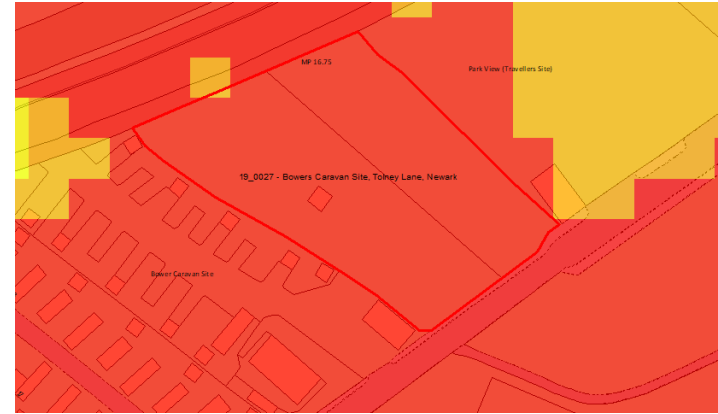 MP 16.75
Park View (Travellers Site)
19_0027 - Bowers Caravan Site, Tolney Lane, Newark
Bower Caravan Site